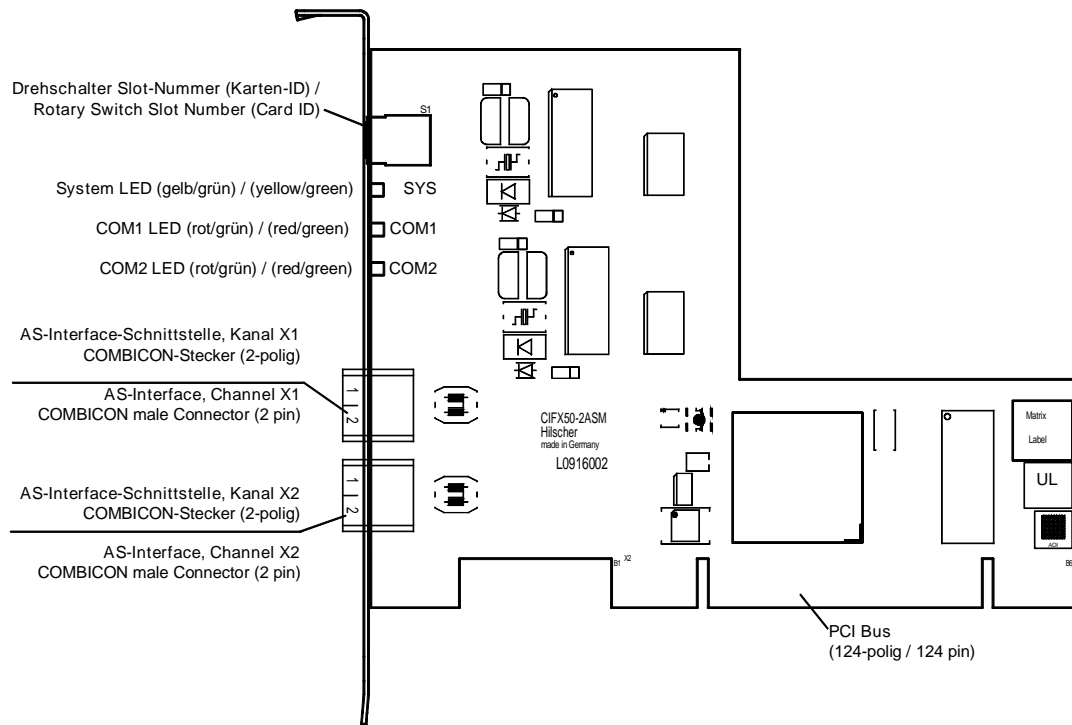 Drehschalter Slot-Nummer (Karten-ID) /
Rotary Switch Slot Number (Card ID)
S1
System LED (gelb/grün) / (yellow/green)
SYS
COM1 LED (rot/grün) / (red/green)
COM1
COM2 LED (rot/grün) / (red/green)
COM2
AS-Interface-Schnittstelle, Kanal X1
COMBICON-Stecker (2-polig)
AS-Interface, Channel X1
COMBICON male Connector (2 pin)
1
2
CIFX50-2ASM
Hilscher
made in Germany
L0916002
Matrix
Label
UL
AOI
AS-Interface-Schnittstelle, Kanal X2
COMBICON-Stecker (2-polig)
AS-Interface, Channel X2
COMBICON male Connector (2 pin)
1
2
B1 X2
PCI Bus
(124-polig / 124 pin)